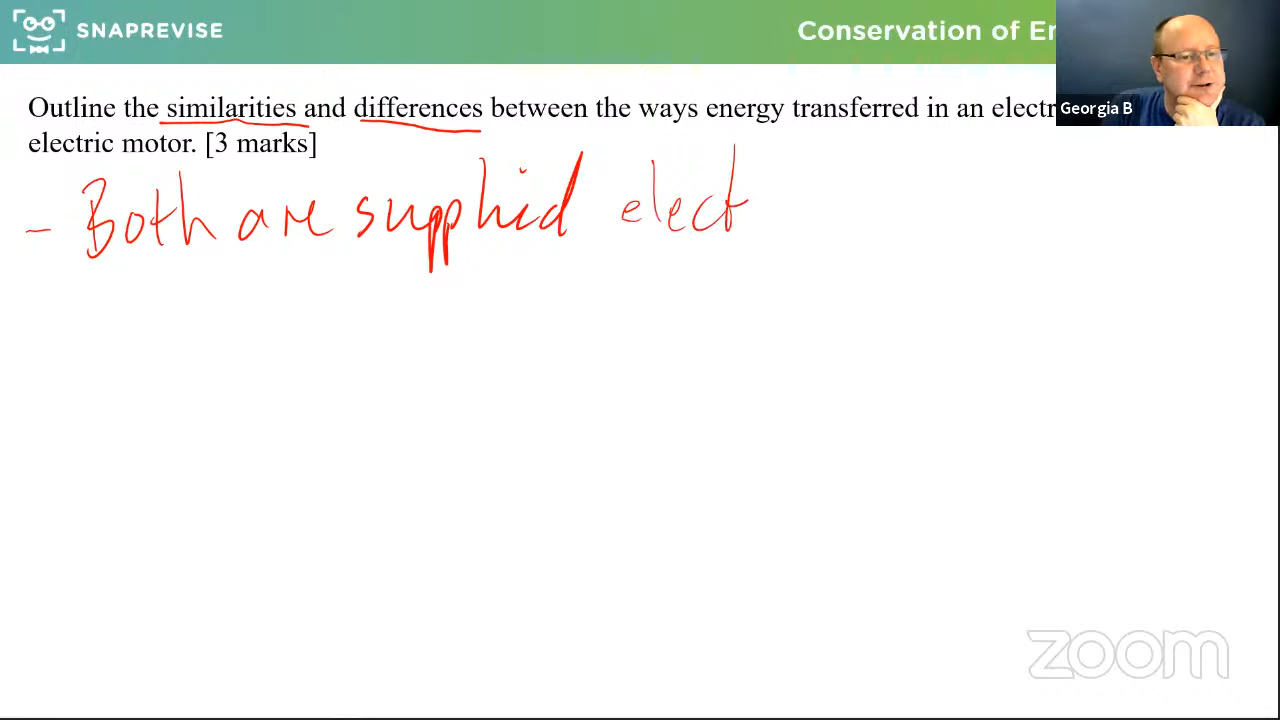 SNAPREVISE
Conservation of En
Georgia B
Outline the similarities and differences between the ways energy transferred in an electr
electric motor. [3 marks]
- Both are supplied elect
zoom